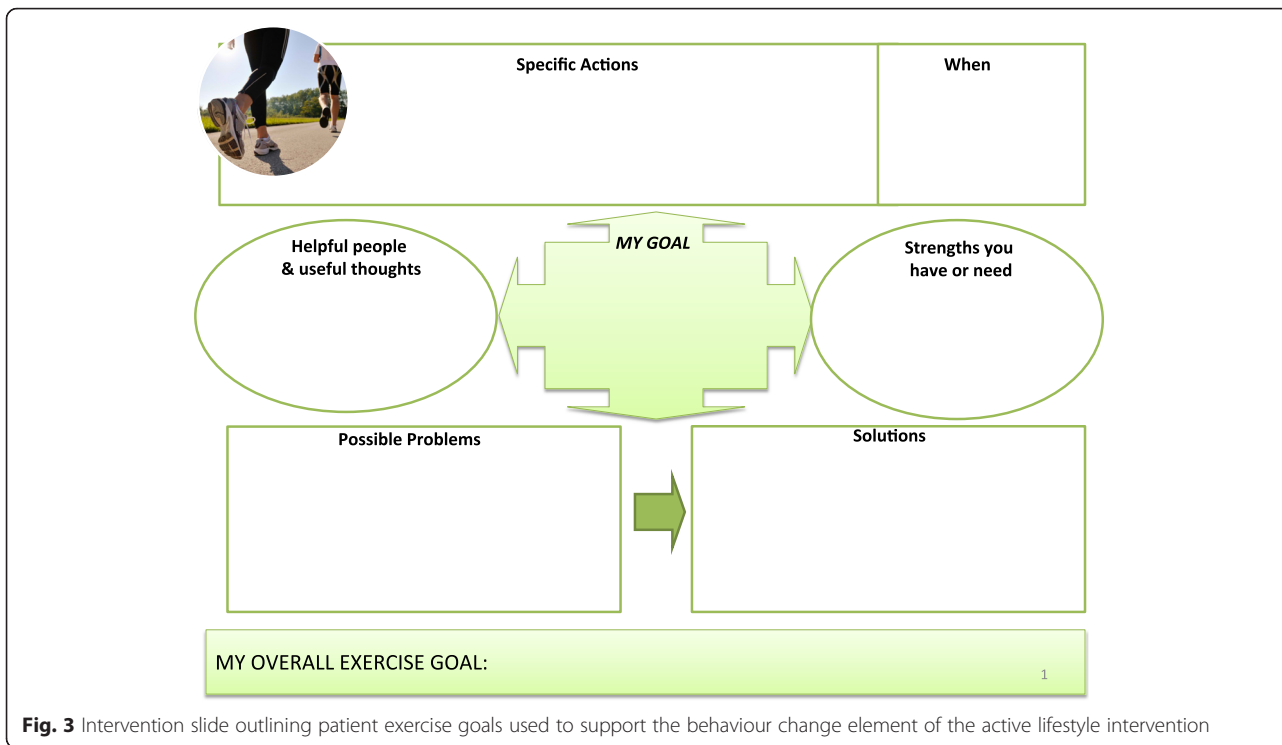 Specific Actions
When
Helpful people
& useful thoughts
MY GOAL
Strengths you
have or need
Possible Problems
Solutions
MY OVERALL EXERCISE GOAL:
1
Fig. 3 Intervention slide outlining patient exercise goals used to support the behaviour change element of the active lifestyle intervention